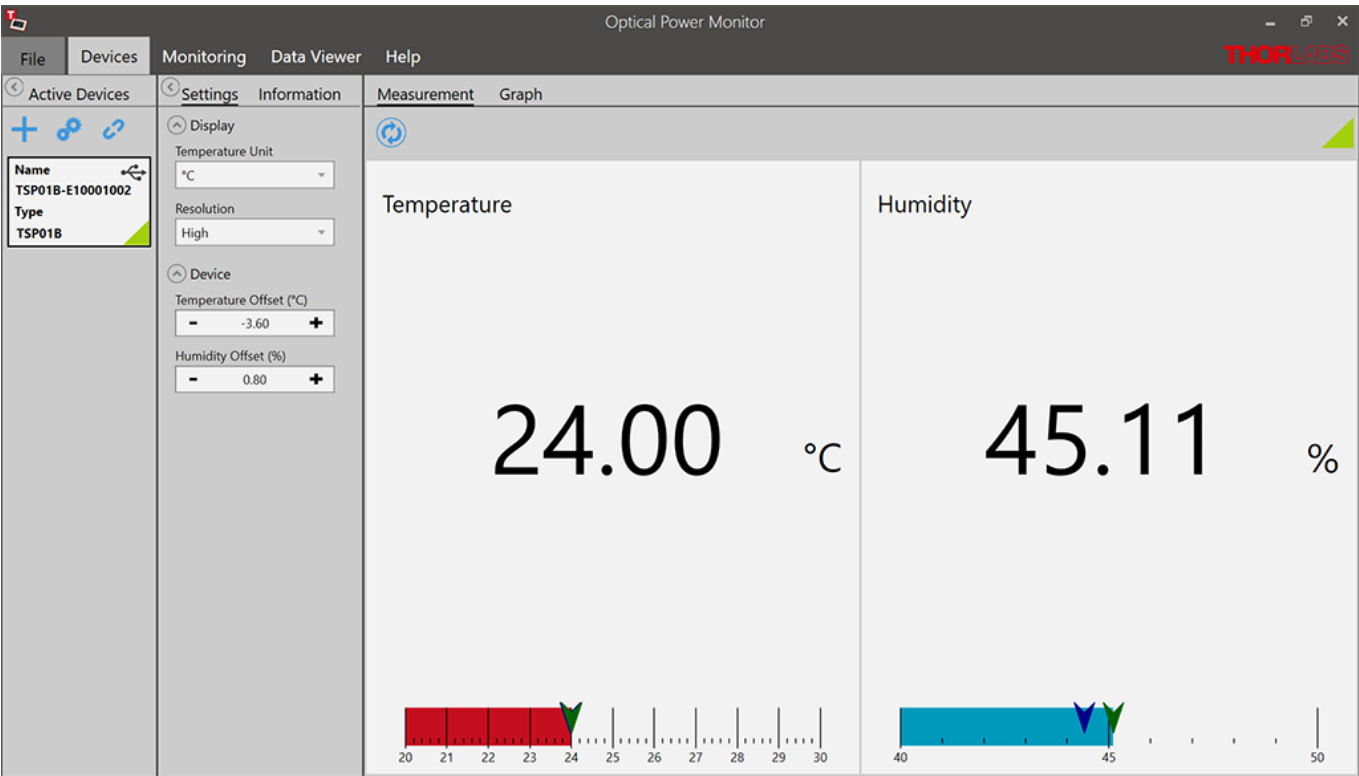 Optical Power Monitor
File Devices Monitoring Data Viewer Help
THORLABS
Active Devices
Name
TSP01B-E10001002
Type
TSP01B
Settings Information
Display
Temperature Unit
°C
Resolution
High
Device
Temperature Offset (°C)
- -3.60 +
Humidity Offset (%)
- 0.80 +
Measurement Graph
Temperature
24.00 °C
20 21 22 23 24 25 26 27 28 29 30
Humidity
45.11 %
40 45 50